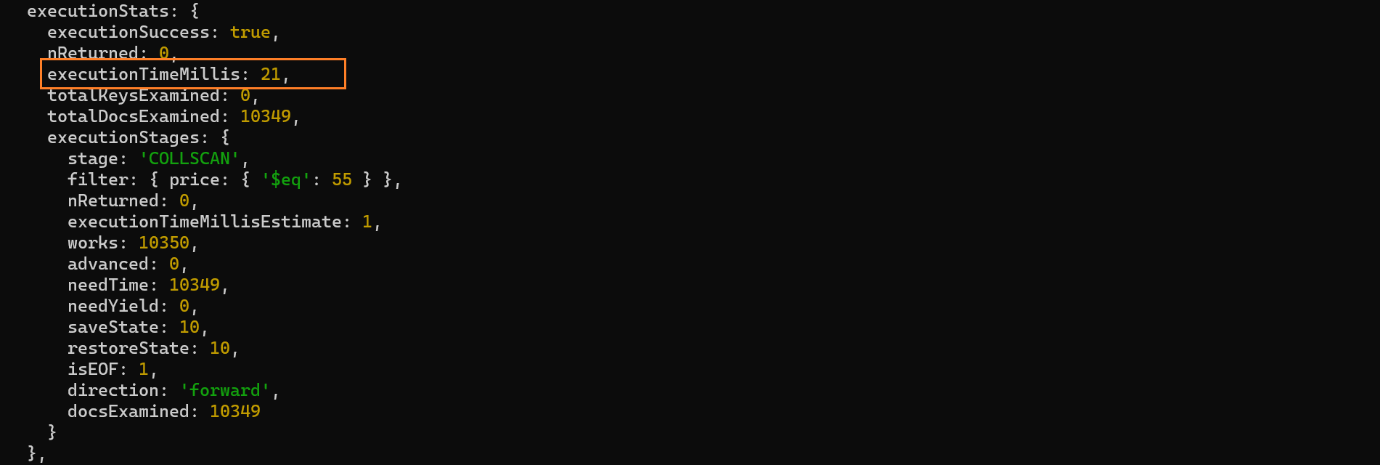 executionStats: {
executionSuccess: true,
nReturned: 0,
executionTimeMillis: 21,
totalKeysExamined: 0,
totalDocsExamined: 10349,
executionStages: {
stage: 'COLLSCAN',
filter: { price: { '$eq': 55 } },
nReturned: 0,
executionTimeMillisEstimate: 1,
works: 10350,
advanced: 0,
needTime: 10349,
needYield: 0,
saveState: 10,
restoreState: 10,
isEOF: 1,
direction: 'forward',
docsExamined: 10349
}
},